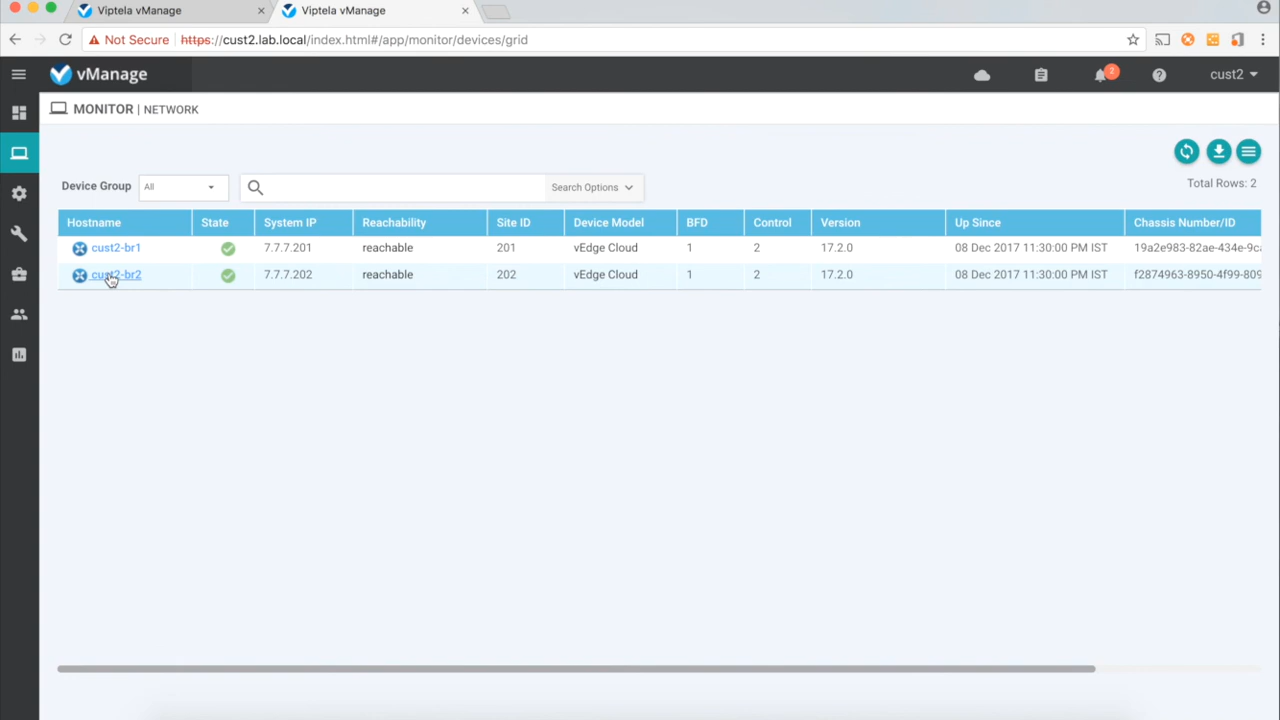 Viptela vManage
Viptela vManage
Not Secure https://cust2.lab.local/index.html#/app/monitor/devices/grid
vManage
2
cust2
MONITOR | NETWORK
Device Group All Search Options
Total Rows: 2
Hostname State System IP Reachability Site ID Device Model BFD Control Version Up Since Chassis Number/ID
cust2-br1 7.7.7.201 reachable 201 vEdge Cloud 1 2 17.2.0 08 Dec 2017 11:30:00 PM IST 19a2e983-82ae-434e-9ca
cust2-br2 7.7.7.202 reachable 202 vEdge Cloud 1 2 17.2.0 08 Dec 2017 11:30:00 PM IST f2874963-8950-4f99-809